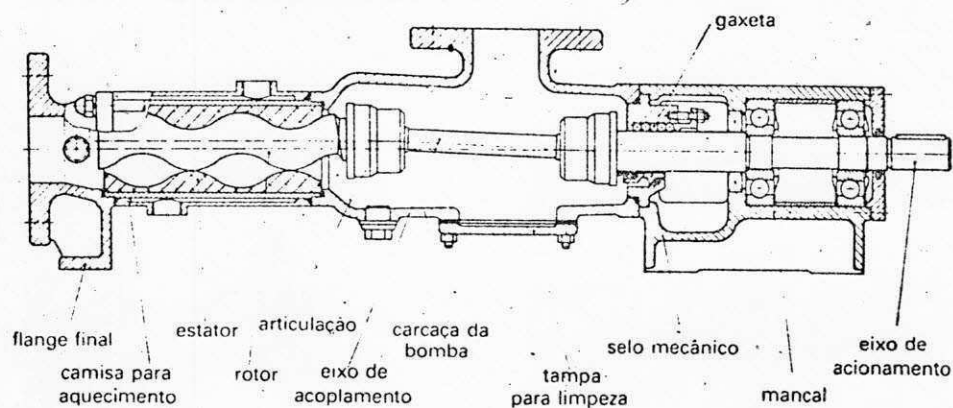 gaxeta
flange final
estator
articulação
carcaça da
bomba
selo mecânico
eixo de
acionamento
camisa para
aquecimento
rotor
eixo de
acoplamento
tampa
para limpeza
mancal